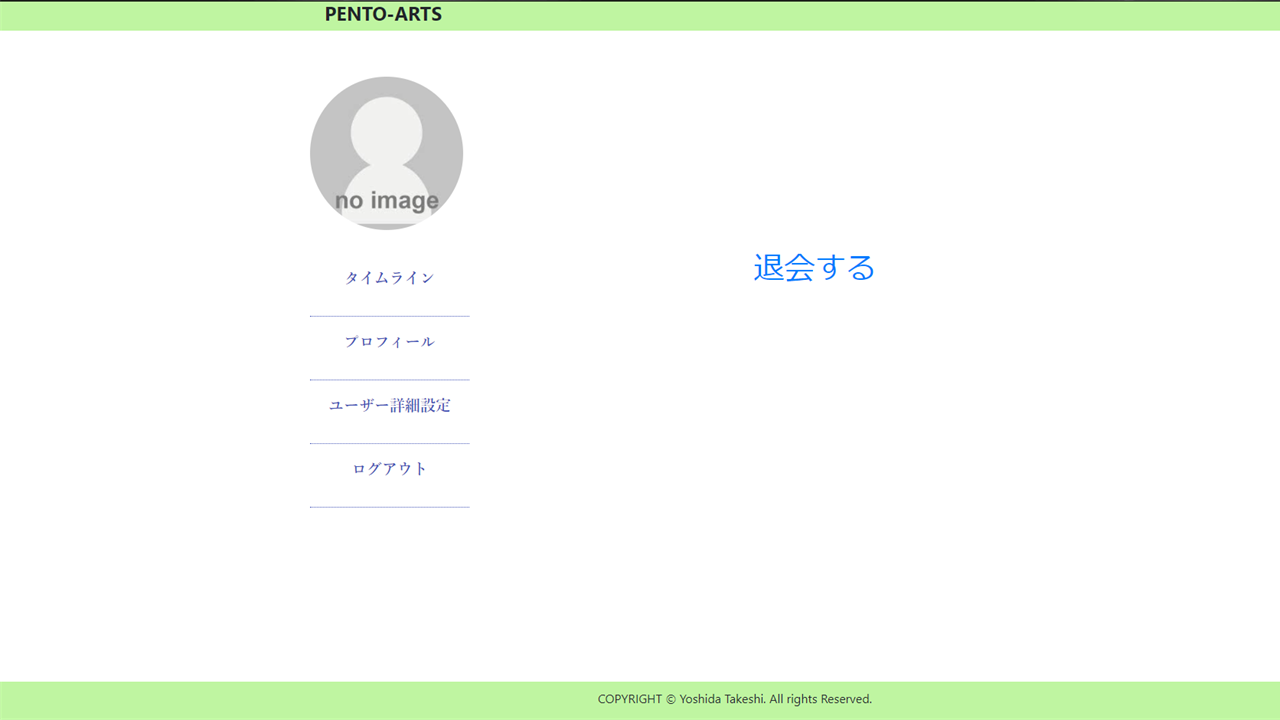 PENTO-ARTS
no image
タイムライン
プロフィール
ユーザー詳細設定
ログアウト
退会する
COPYRIGHT © Yoshida Takeshi. All rights Reserved.